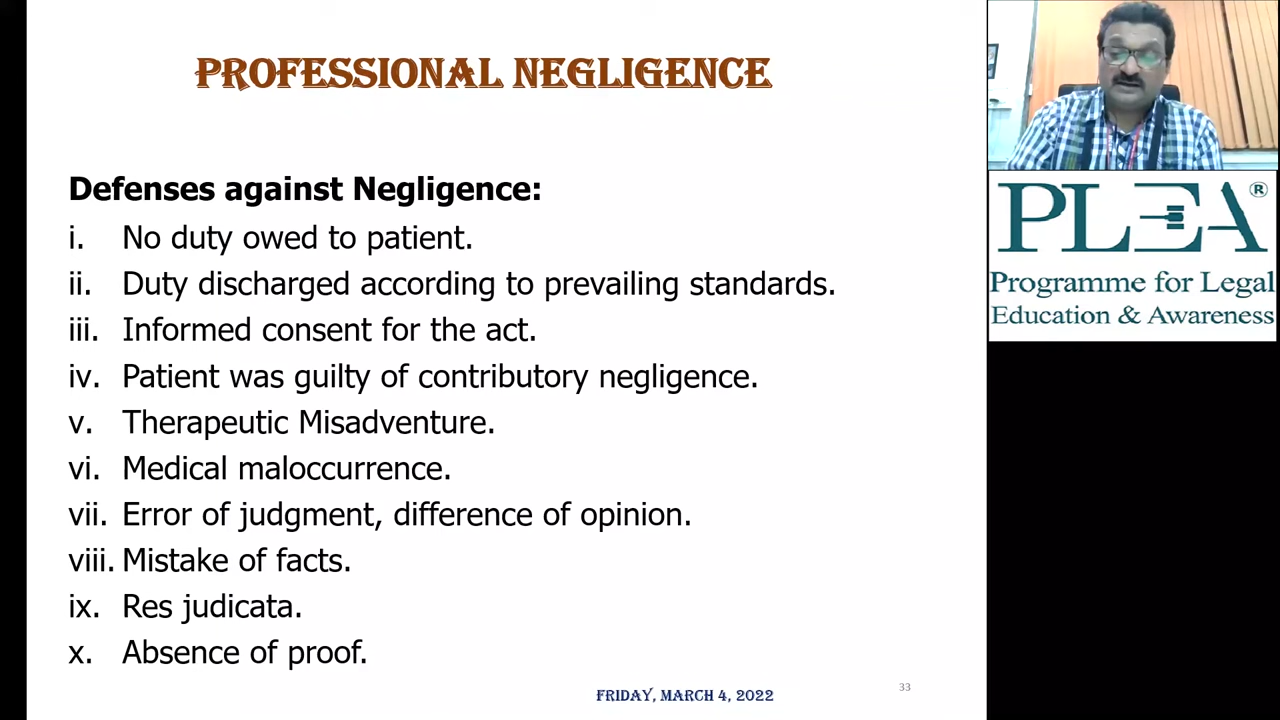 PROFESSIONAL NEGLIGENCE
Defenses against Negligence:
i. No duty owed to patient.
ii. Duty discharged according to prevailing standards.
iii. Informed consent for the act.
iv. Patient was guilty of contributory negligence.
v. Therapeutic Misadventure.
vi. Medical maloccurrence.
vii. Error of judgment, difference of opinion.
viii. Mistake of facts.
ix. Res judicata.
x. Absence of proof.
FRIDAY, MARCH 4, 2022
33
PLEA®
Programme for Legal
Education & Awareness